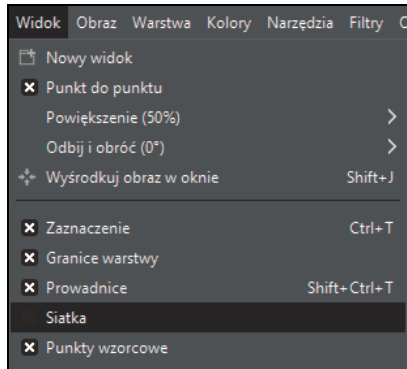 Widok Obraz Warstwa Kolory Narzędzia Filtry
Nowy widok
Punkt do punktu
Powiększenie (50%)
Odbij i obróć (0°)
Wyśrodkuj obraz w oknie Shift+J
Zaznaczenie Ctrl+T
Granice warstwy
Prowadnice Shift+Ctrl+T
Siatka
Punkty wzorcowe